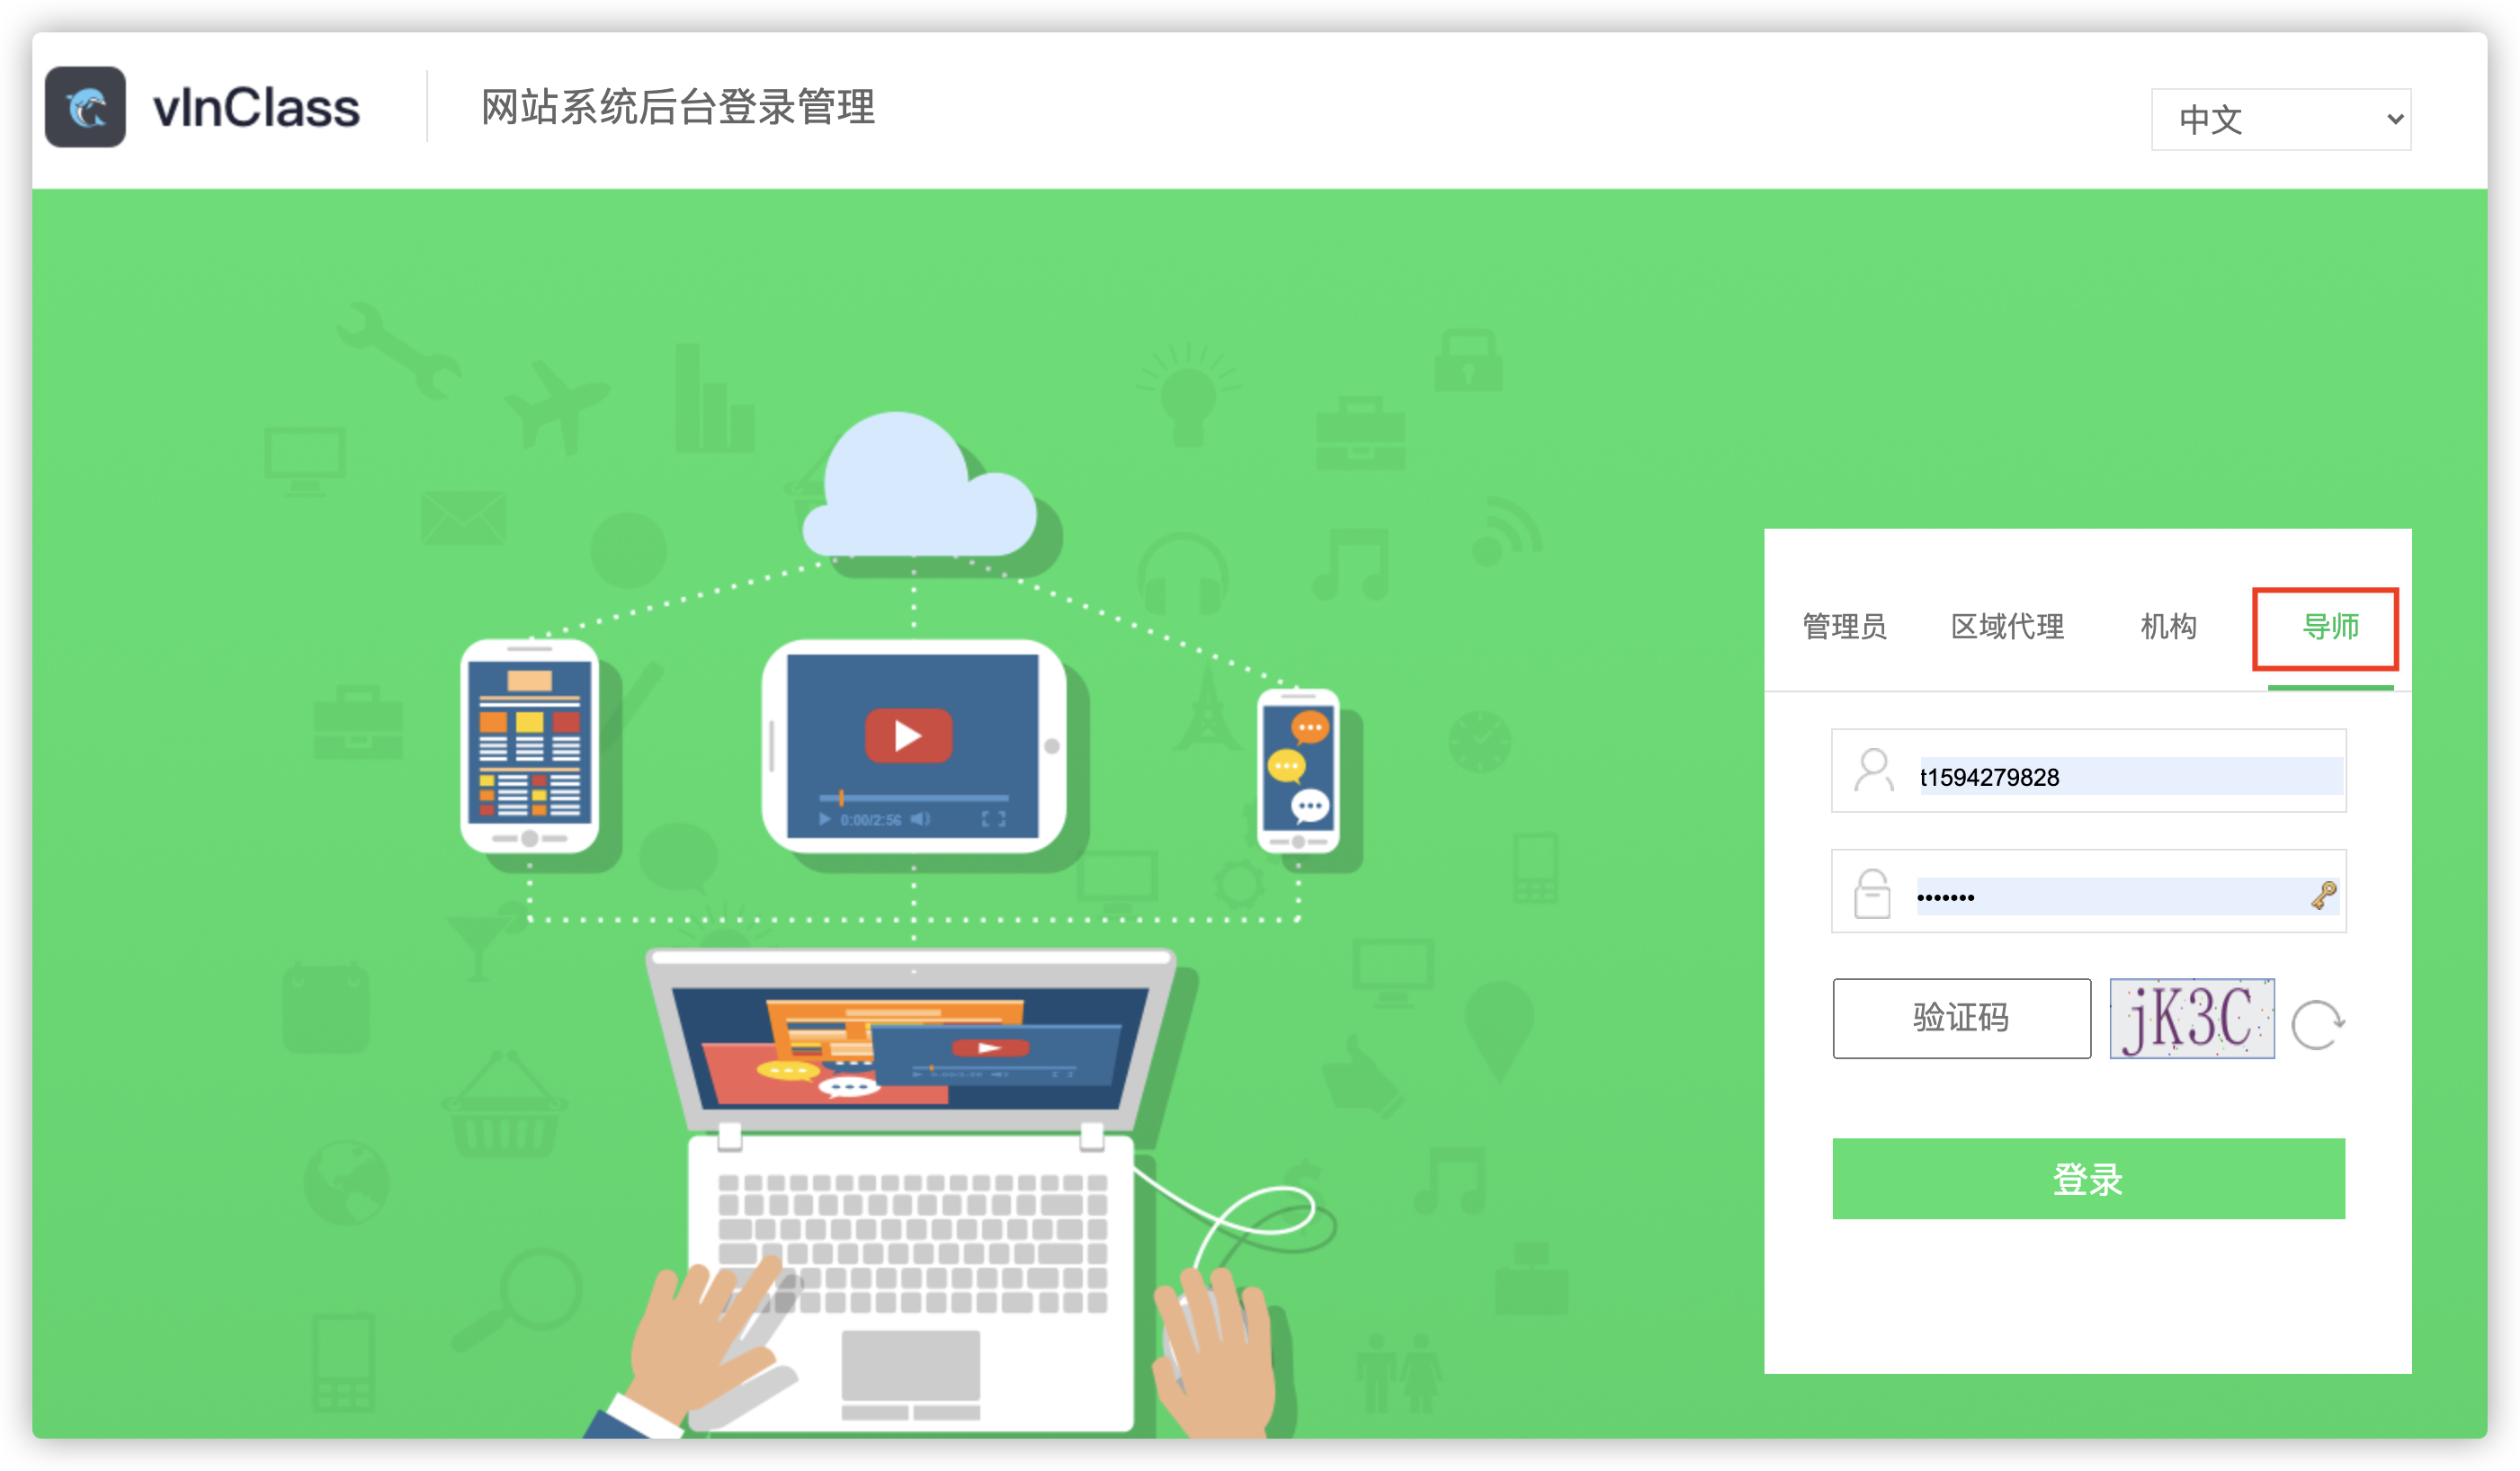 vInClass
网站系统后台登录管理
中文
管理员 区域代理 机构 导师
t1594279828
•••••••
验证码
jK3C
登录
0:00/2:56